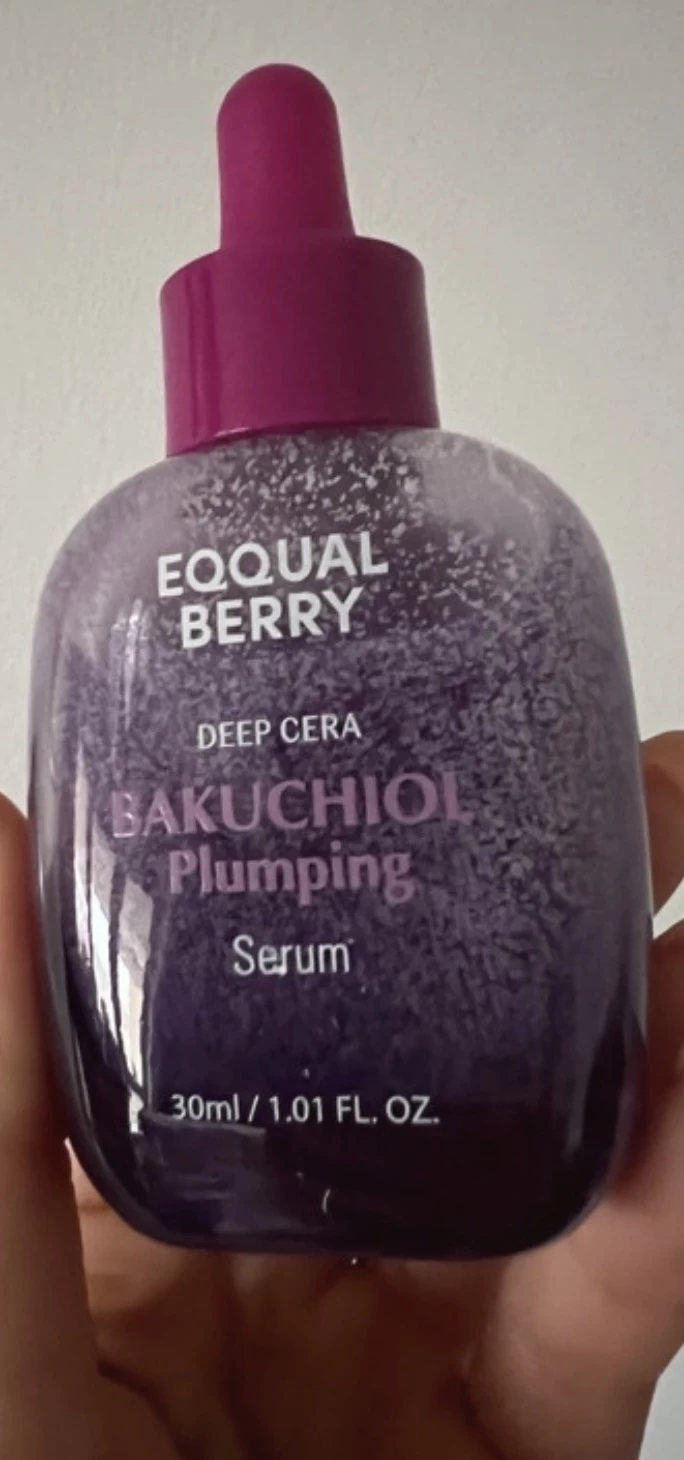 EQQUAL
BERRY
DEEP CERA
BAKUCHIOL
Plumping
Serum
30ml / 1.01 FL. OZ.